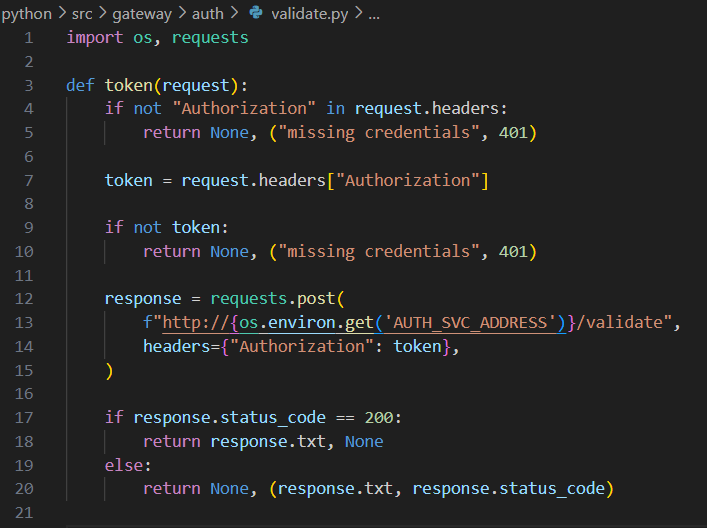 python > src > gateway > auth > validate.py > ...
1 import os, requests
2
3 def token(request):
4     if not "Authorization" in request.headers:
5         return None, ("missing credentials", 401)
6
7     token = request.headers["Authorization"]
8
9     if not token:
10         return None, ("missing credentials", 401)
11
12     response = requests.post(
13         f"http://{os.environ.get('AUTH_SVC_ADDRESS')}/validate",
14         headers={"Authorization": token},
15     )
16
17     if response.status_code == 200:
18         return response.txt, None
19     else:
20         return None, (response.txt, response.status_code)
21